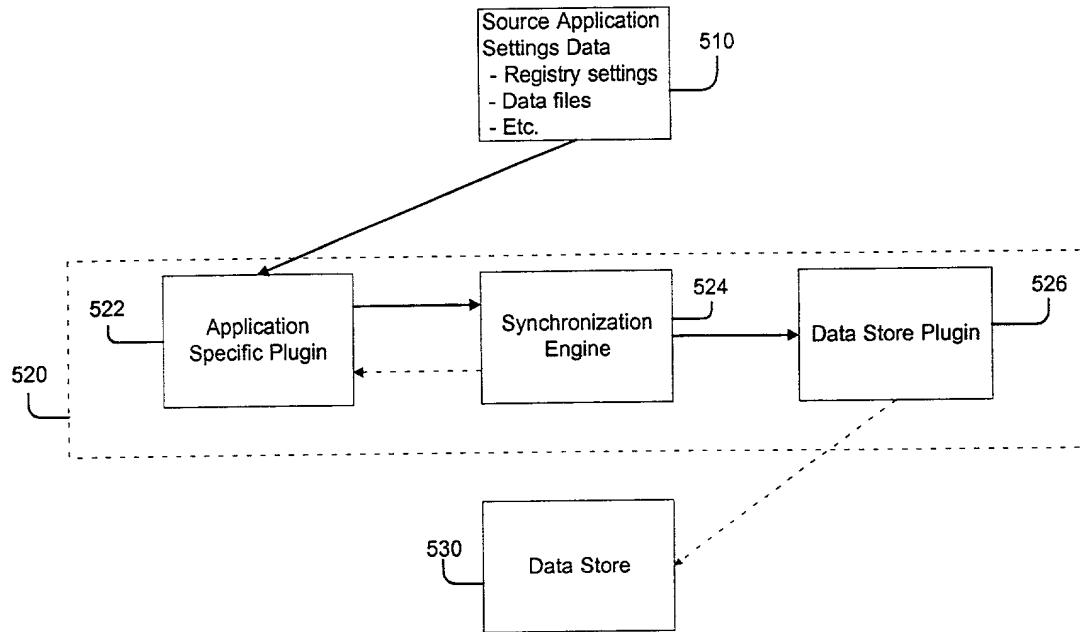 Source Application
Settings Data
- Registry settings
- Data files
- Etc.
510
522
Application
Specific Plugin
524
Synchronization
Engine
526
Data Store Plugin
520
530
Data Store